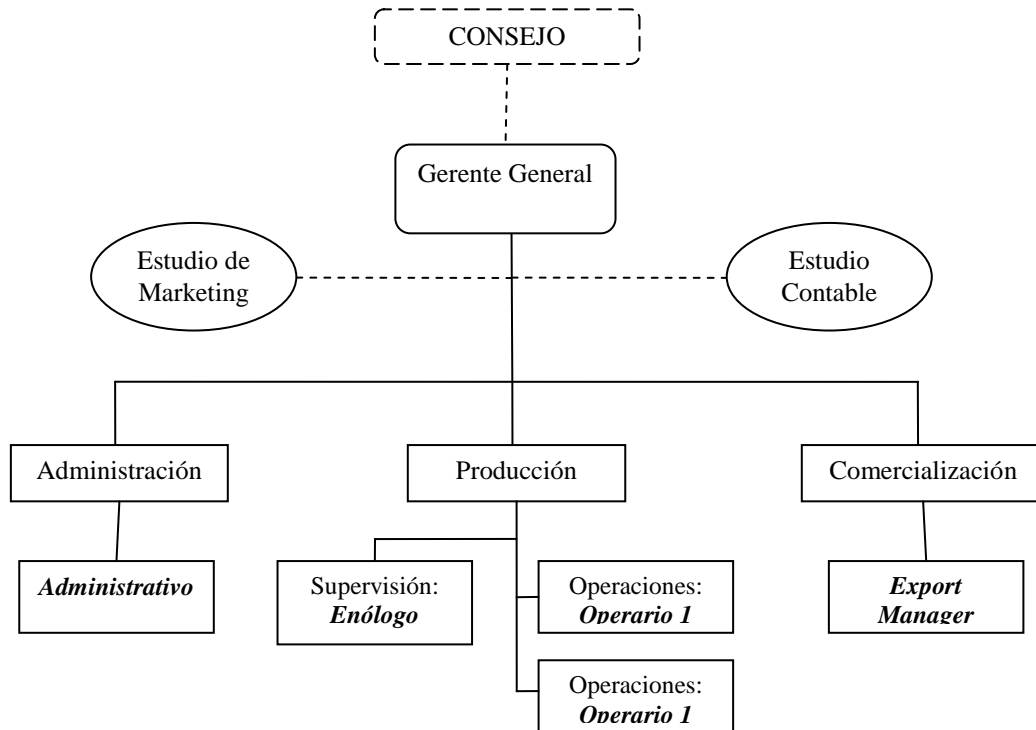 CONSEJO
Gerente General
Estudio de
Marketing
Estudio
Contable
Administración
Producción
Comercialización
Administrativo
Supervisión:
Enólogo
Operaciones:
Operario 1
Export
Manager
Operaciones:
Operario 1